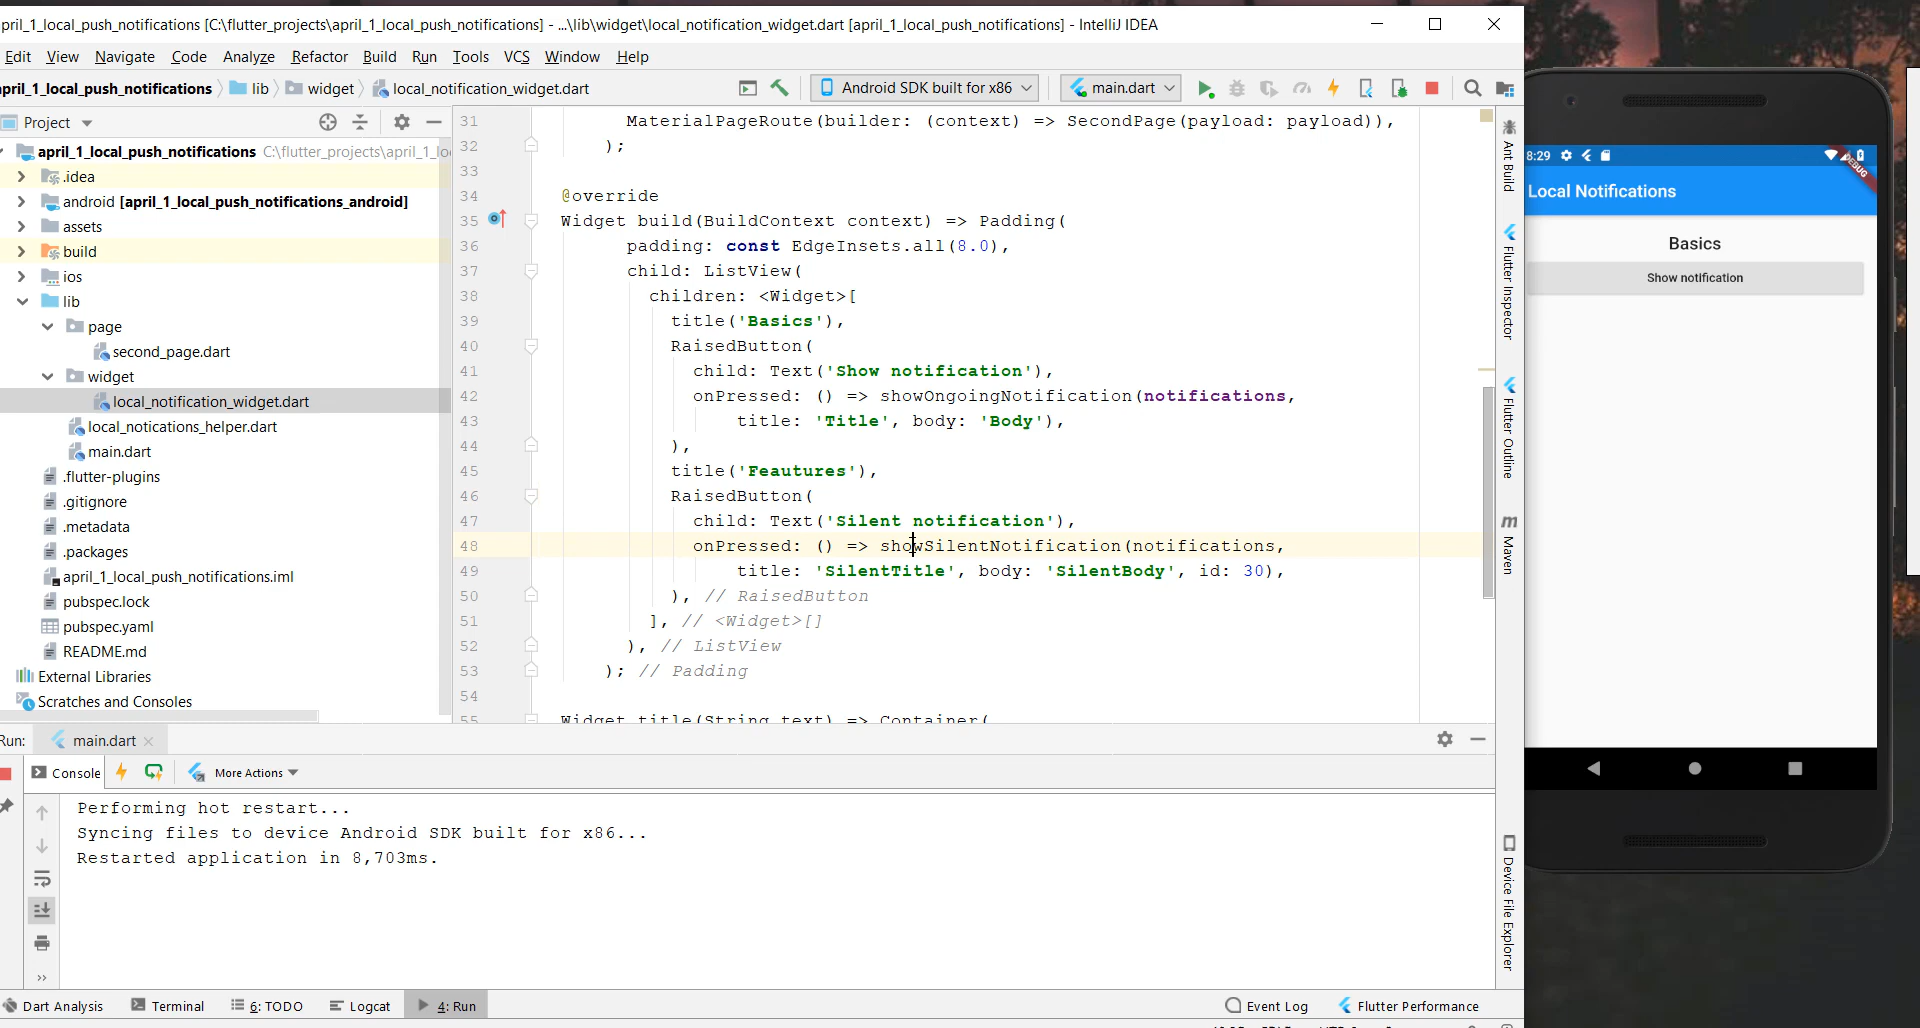 pril_1_local_push_notifications [C:\flutter_projects\april_1_local_push_notifications] - ...\lib\widget\local_notification_widget.dart [april_1_local_push_notifications] - IntelliJ IDEA
Edit View Navigate Code Analyze Refactor Build Run Tools VCS Window Help
pril_1_local_push_notifications lib widget local_notification_widget.dart Android SDK built for x86 main.dart
Project
april_1_local_push_notifications C:\flutter_projects\april_1_lo
.idea
android [april_1_local_push_notifications_android]
assets
build
ios
lib
page
second_page.dart
widget
local_notification_widget.dart
local_notications_helper.dart
main.dart
.flutter-plugins
.gitignore
.metadata
.packages
april_1_local_push_notifications.iml
pubspec.lock
pubspec.yaml
README.md
External Libraries
Scratches and Consoles
31 MaterialPageRoute(builder: (context) => SecondPage(payload: payload)),
32 );
33
34 @override
35 Widget build(BuildContext context) => Padding(
36 padding: const EdgeInsets.all(8.0),
37 child: ListView(
38 children: <Widget>[
39 title('Basics'),
40 RaisedButton(
41 child: Text('Show notification'),
42 onPressed: () => showOngoingNotification(notifications,
43 title: 'Title', body: 'Body'),
44 ),
45 title('Feautures'),
46 RaisedButton(
47 child: Text('Silent notification'),
48 onPressed: () => showSilentNotification(notifications,
49 title: 'SilentTitle', body: 'SilentBody', id: 30),
50 ), // RaisedButton
51 ], // <Widget>[]
52 ), // ListView
53 ); // Padding
54
55 Widget title(String text) => Container(
Ant Build
Flutter Inspector
Flutter Outline
Maven
Device File Explorer
8:29
DEBUG
Local Notifications
Basics
Show notification
Run: main.dart
Console More Actions
Performing hot restart...
Syncing files to device Android SDK built for x86...
Restarted application in 8,703ms.
Dart Analysis Terminal 6: TODO Logcat 4: Run Event Log Flutter Performance